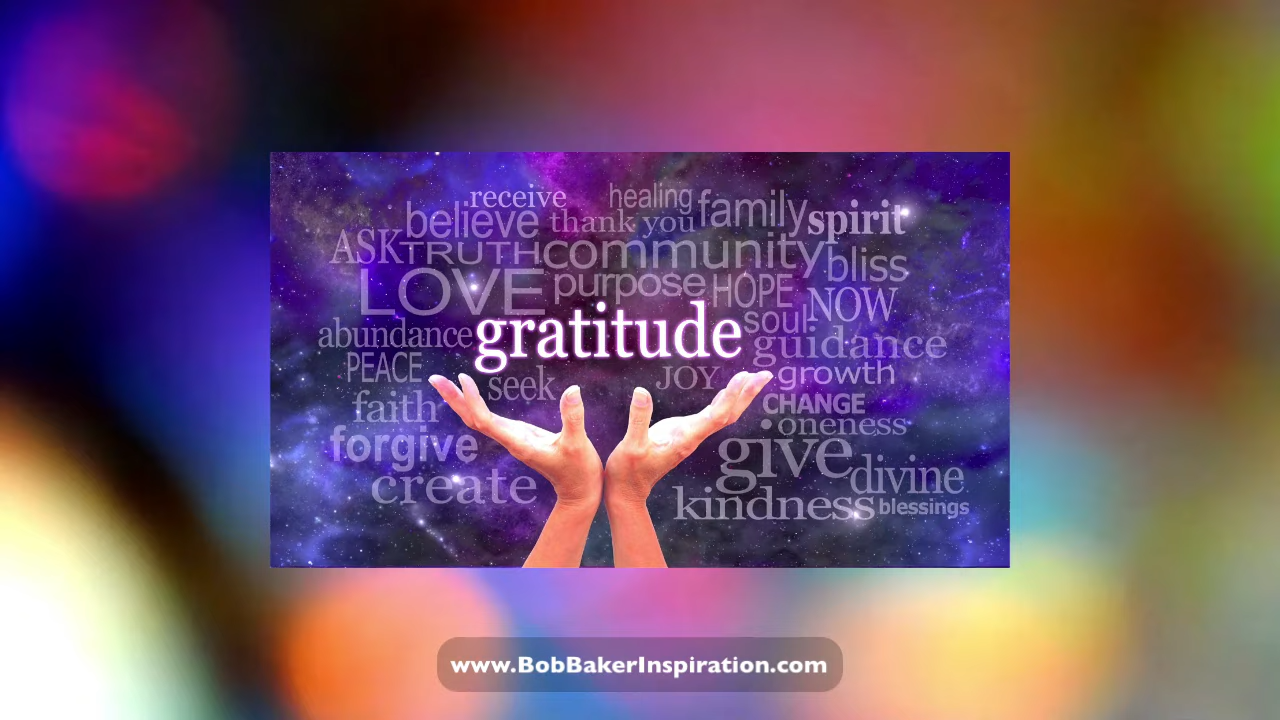 receive healing family
believe thank you spirit
ASK TRUTH community bliss
LOVE purpose HOPE NOW
abundance gratitude soul guidance
PEACE seek JOY growth
faith CHANGE
forgive oneness
create give divine
kindness blessings
www.BobBakerInspiration.com